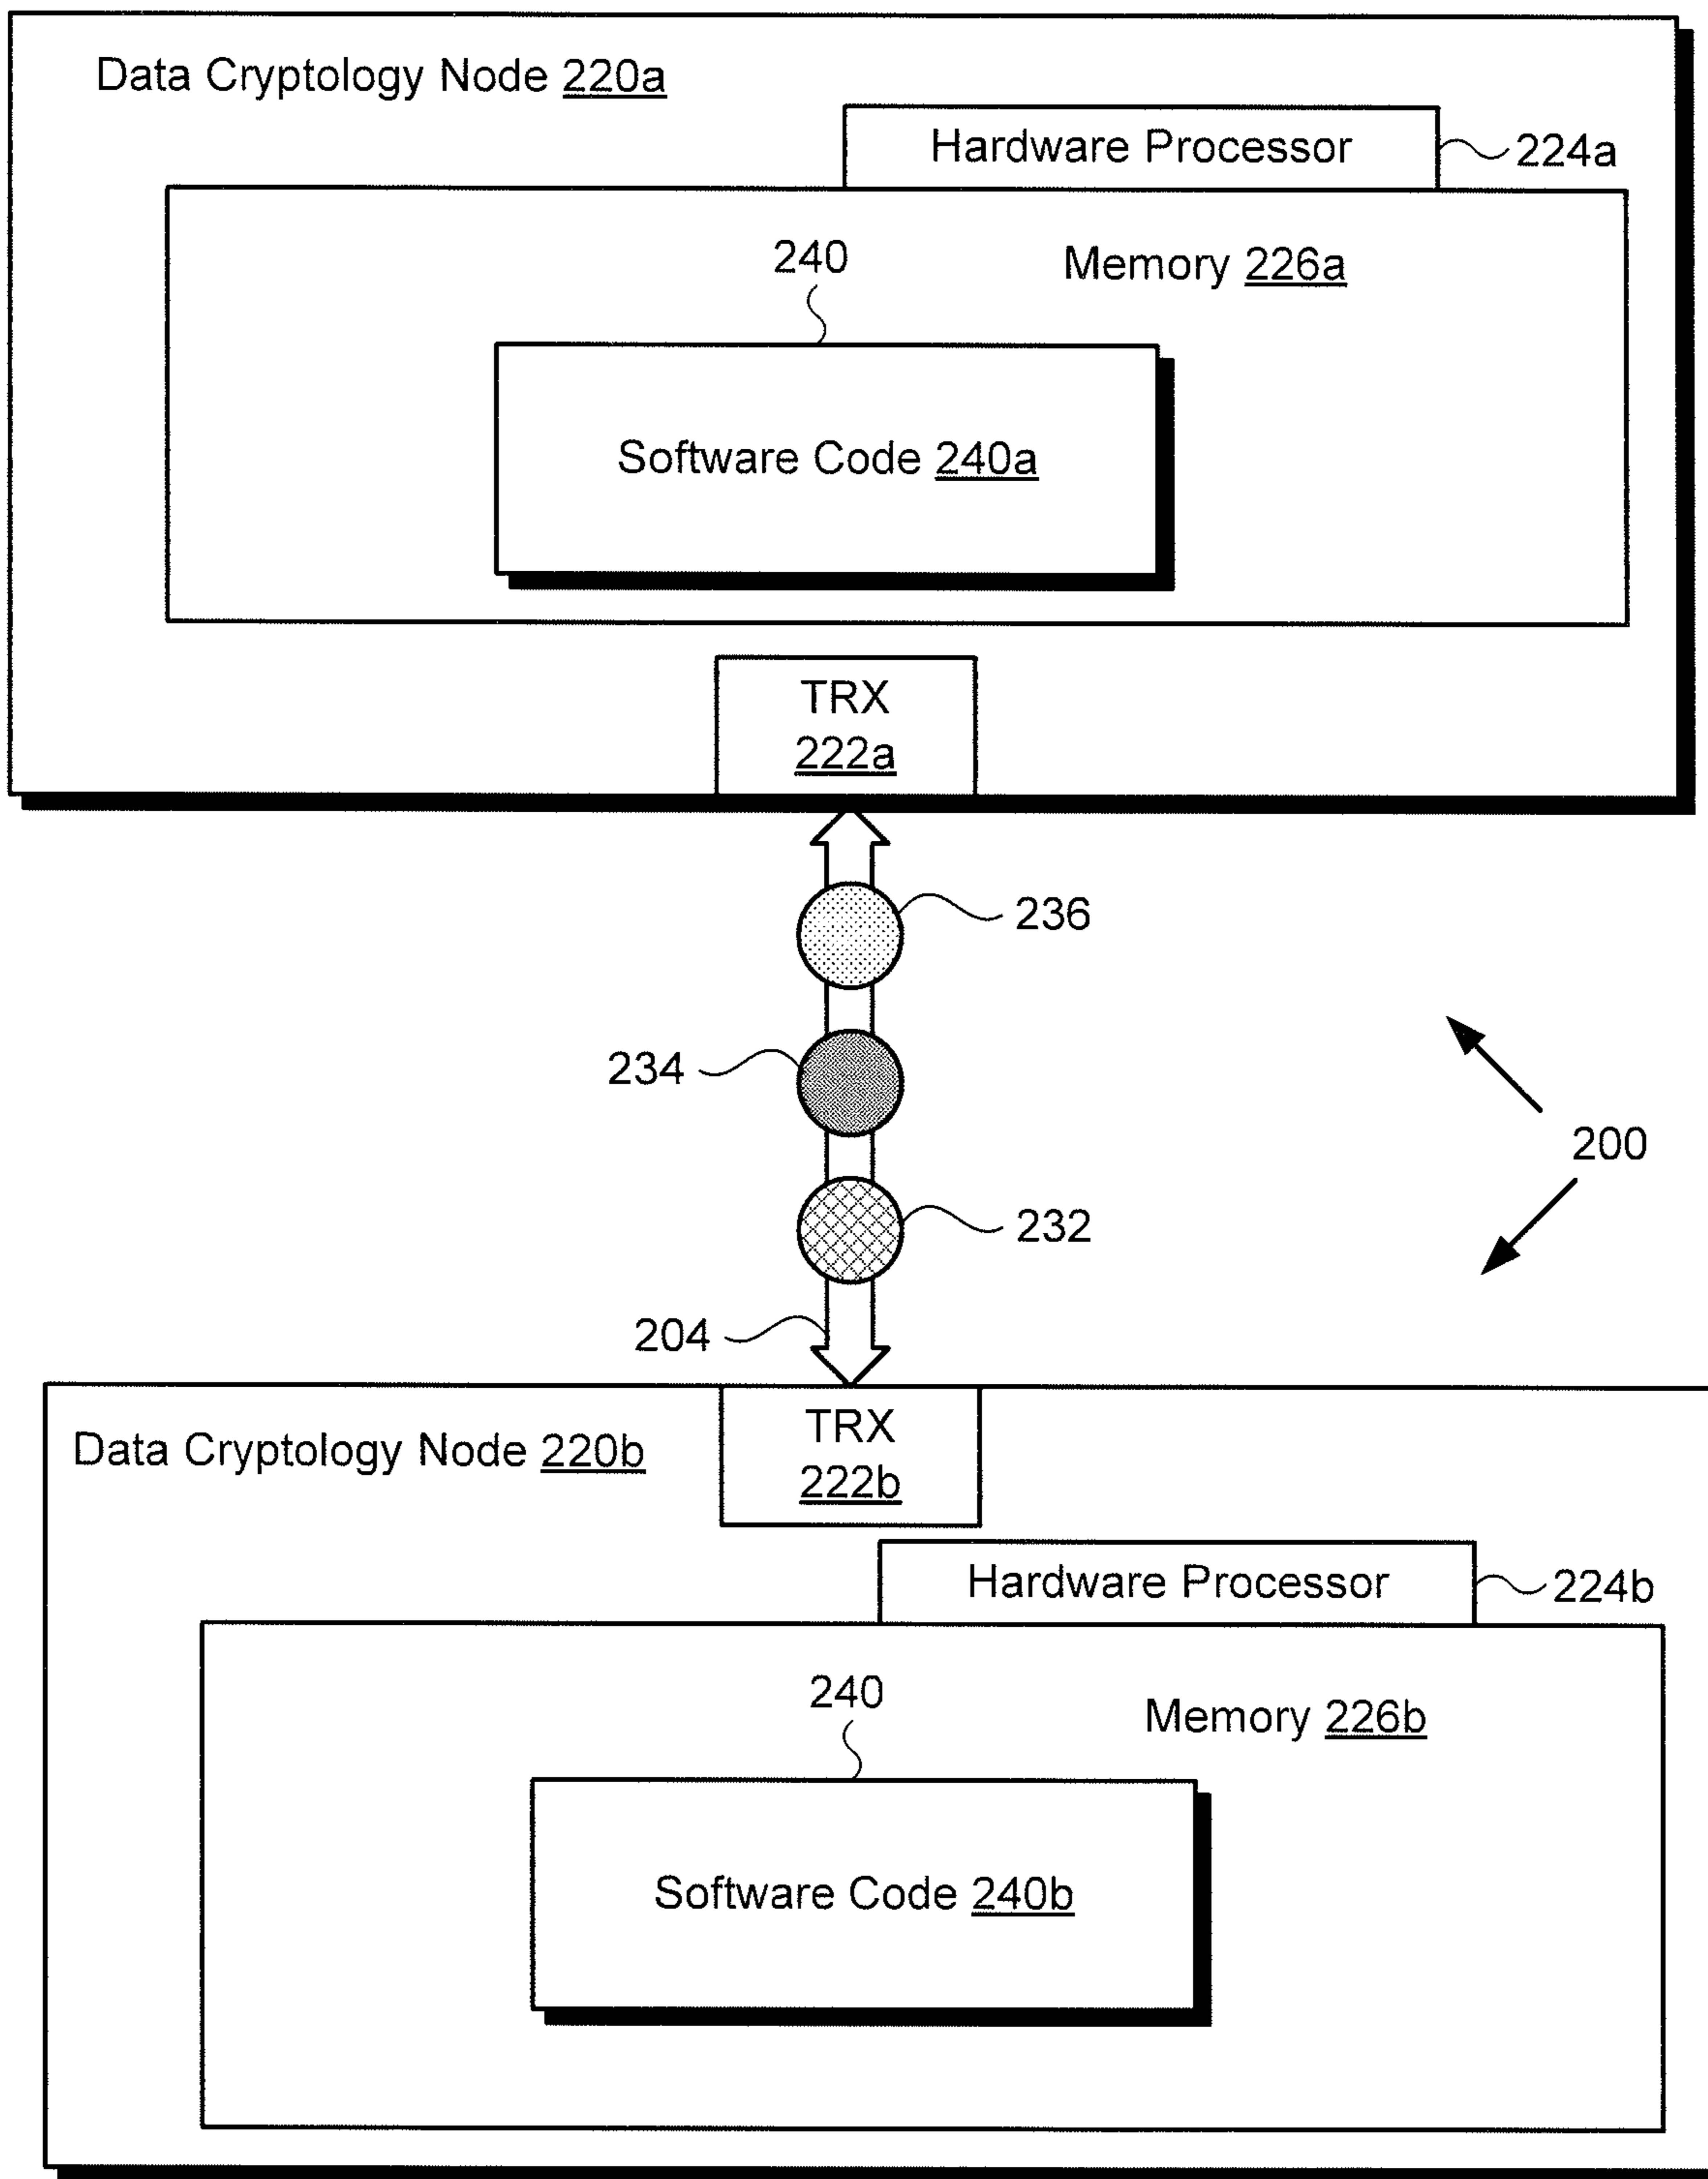 Data Cryptology Node 220a
Hardware Processor
224a
240
Memory 226a
Software Code 240a
TRX
222a
236
234
200
232
204
TRX
222b
Data Cryptology Node 220b
Hardware Processor
224b
240
Memory 226b
Software Code 240b